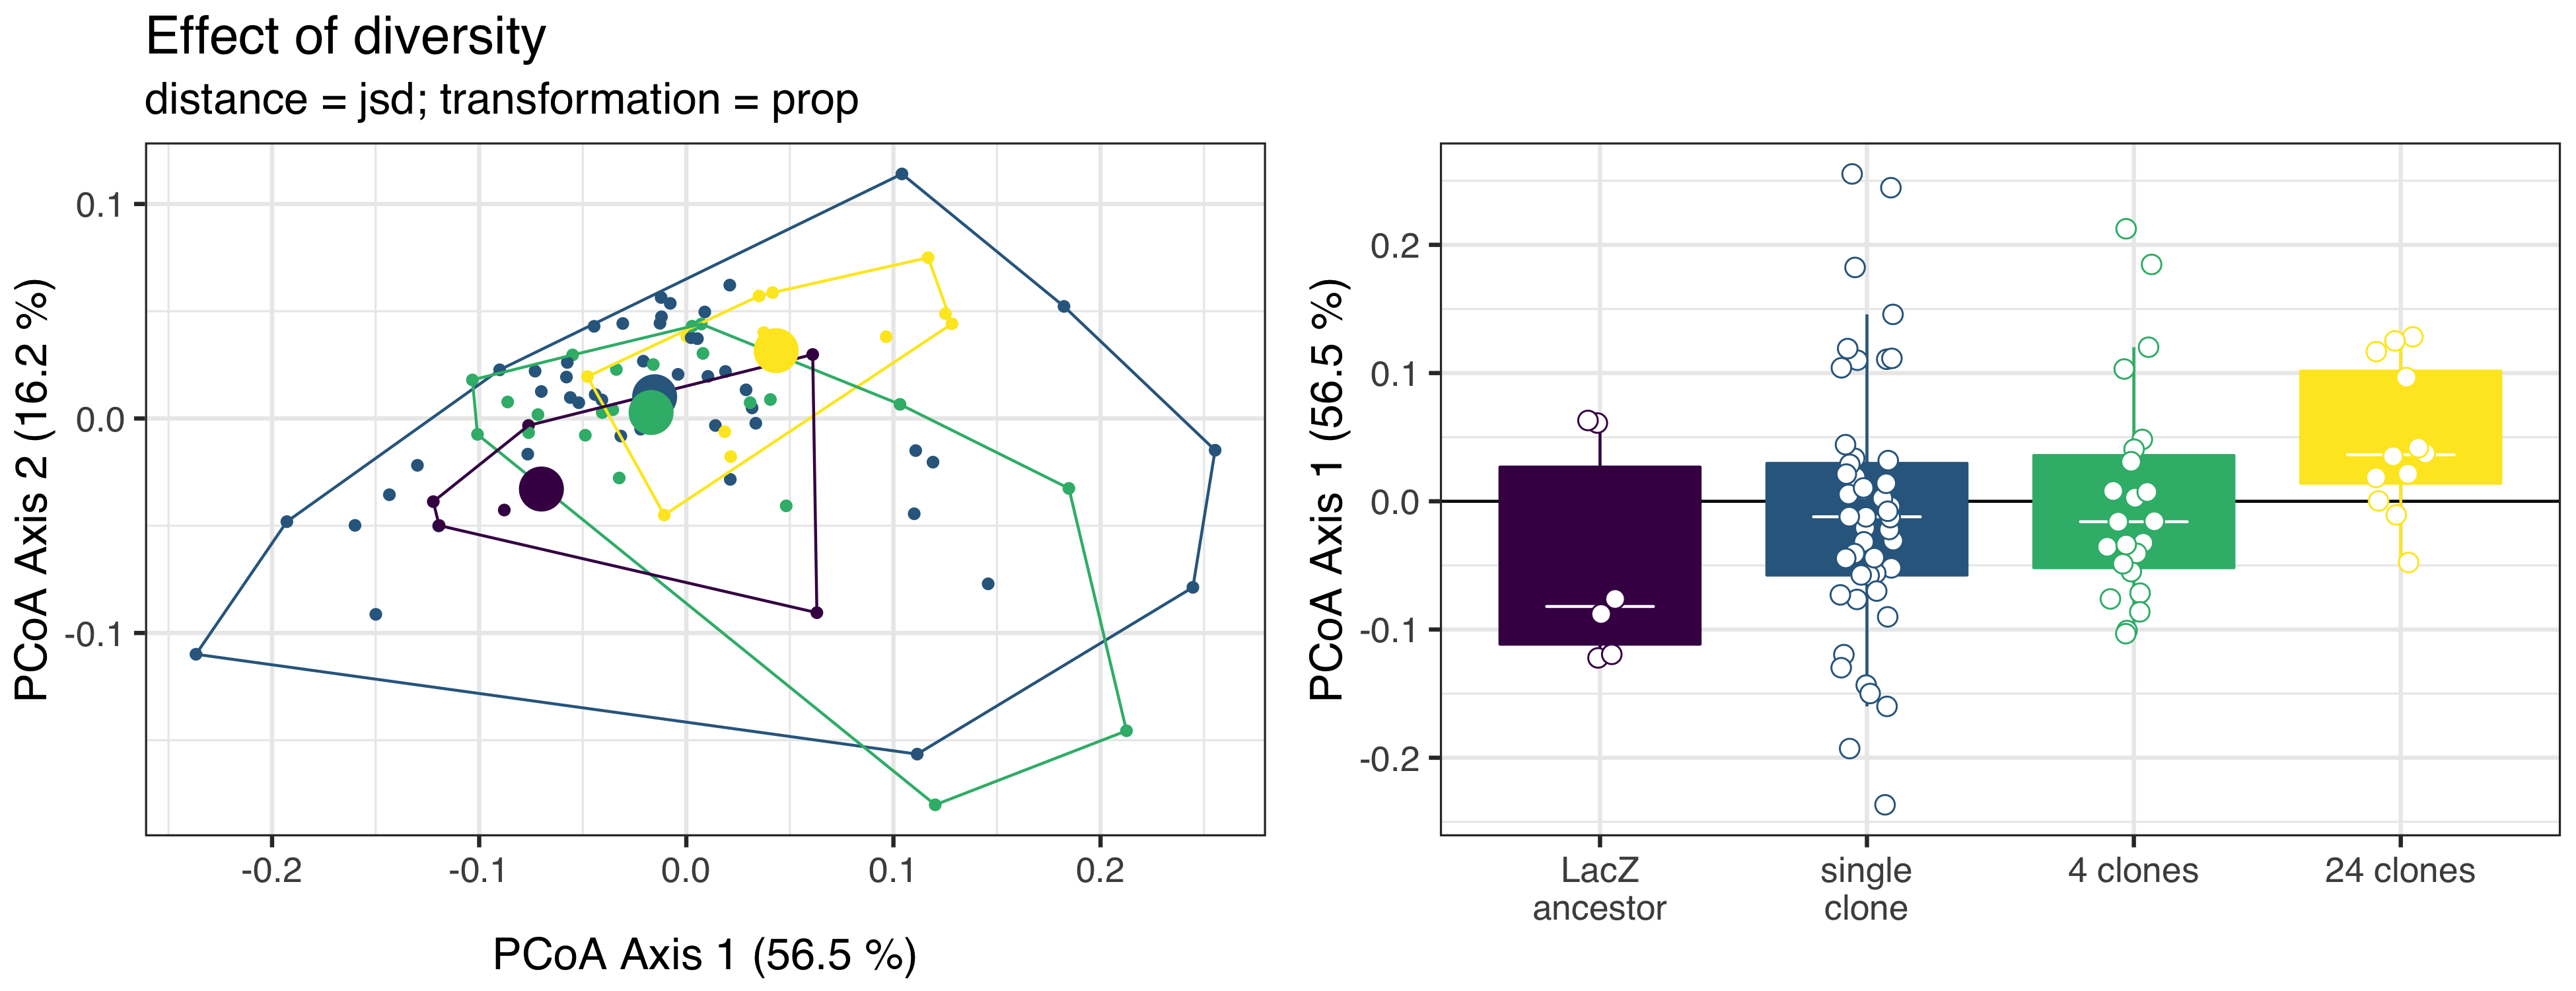 Effect of diversity
distance = jsd; transformation = prop
PCoA Axis 2 (16.2 %)
0.1
0.0
-0.1
-0.2
-0.1
0.0
0.1
0.2
PCoA Axis 1 (56.5 %)
PCoA Axis 1 (56.5 %)
0.2
0.1
0.0
-0.1
-0.2
LacZ
ancestor
single
clone
4 clones
24 clones